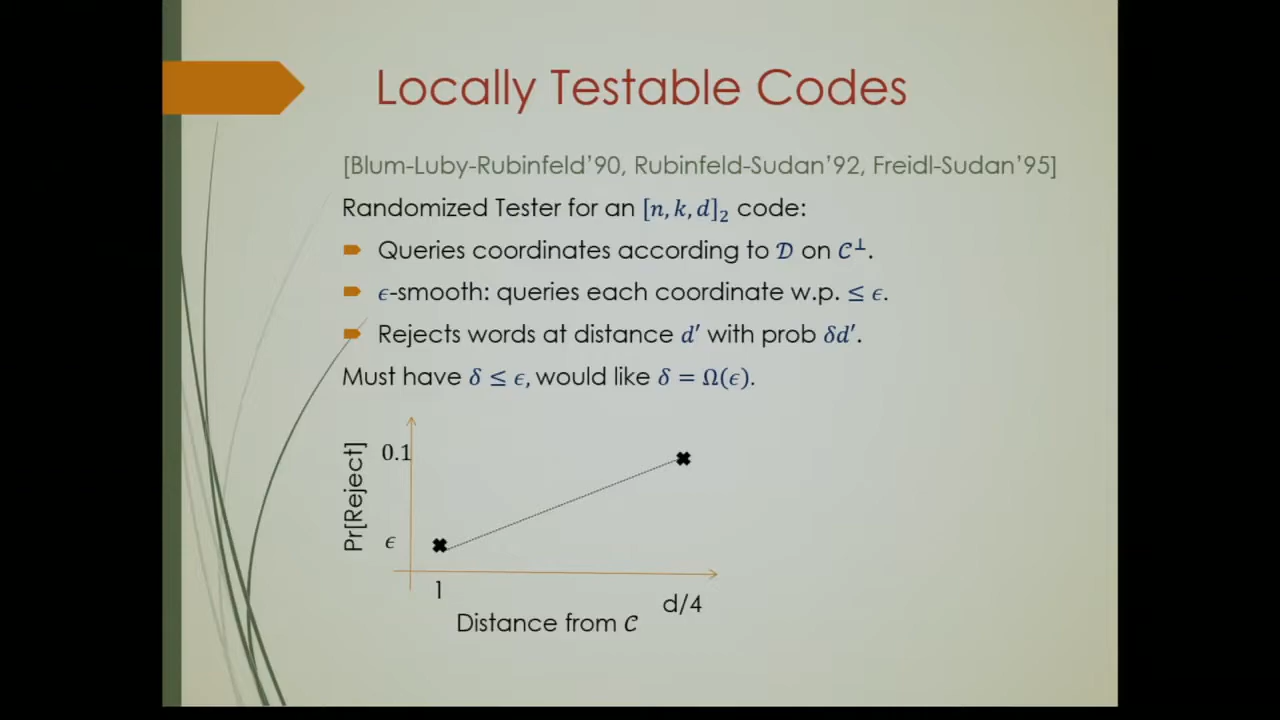 Locally Testable Codes
[Blum-Luby-Rubinfeld’90, Rubinfeld-Sudan’92, Freidl-Sudan’95]
Randomized Tester for an [n, k, d]₂ code:
Queries coordinates according to 𝒟 on 𝒞⊥.
ϵ-smooth: queries each coordinate w.p. ≤ ϵ.
Rejects words at distance d′ with prob δd′.
Must have δ ≤ ϵ, would like δ = Ω(ϵ).
Pr[Reject]
0.1
ϵ
1
d/4
Distance from 𝒞